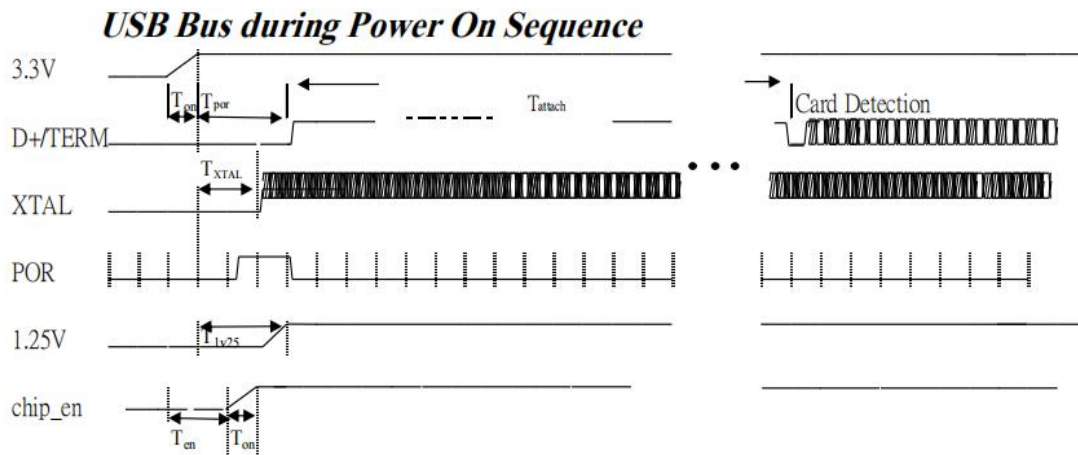 USB Bus during Power On Sequence
3.3V
Ton Tpor
Tattach
Card Detection
D+/TERM
TXTAL
XTAL
POR
T1v25
1.25V
chip_en
Ten Ton